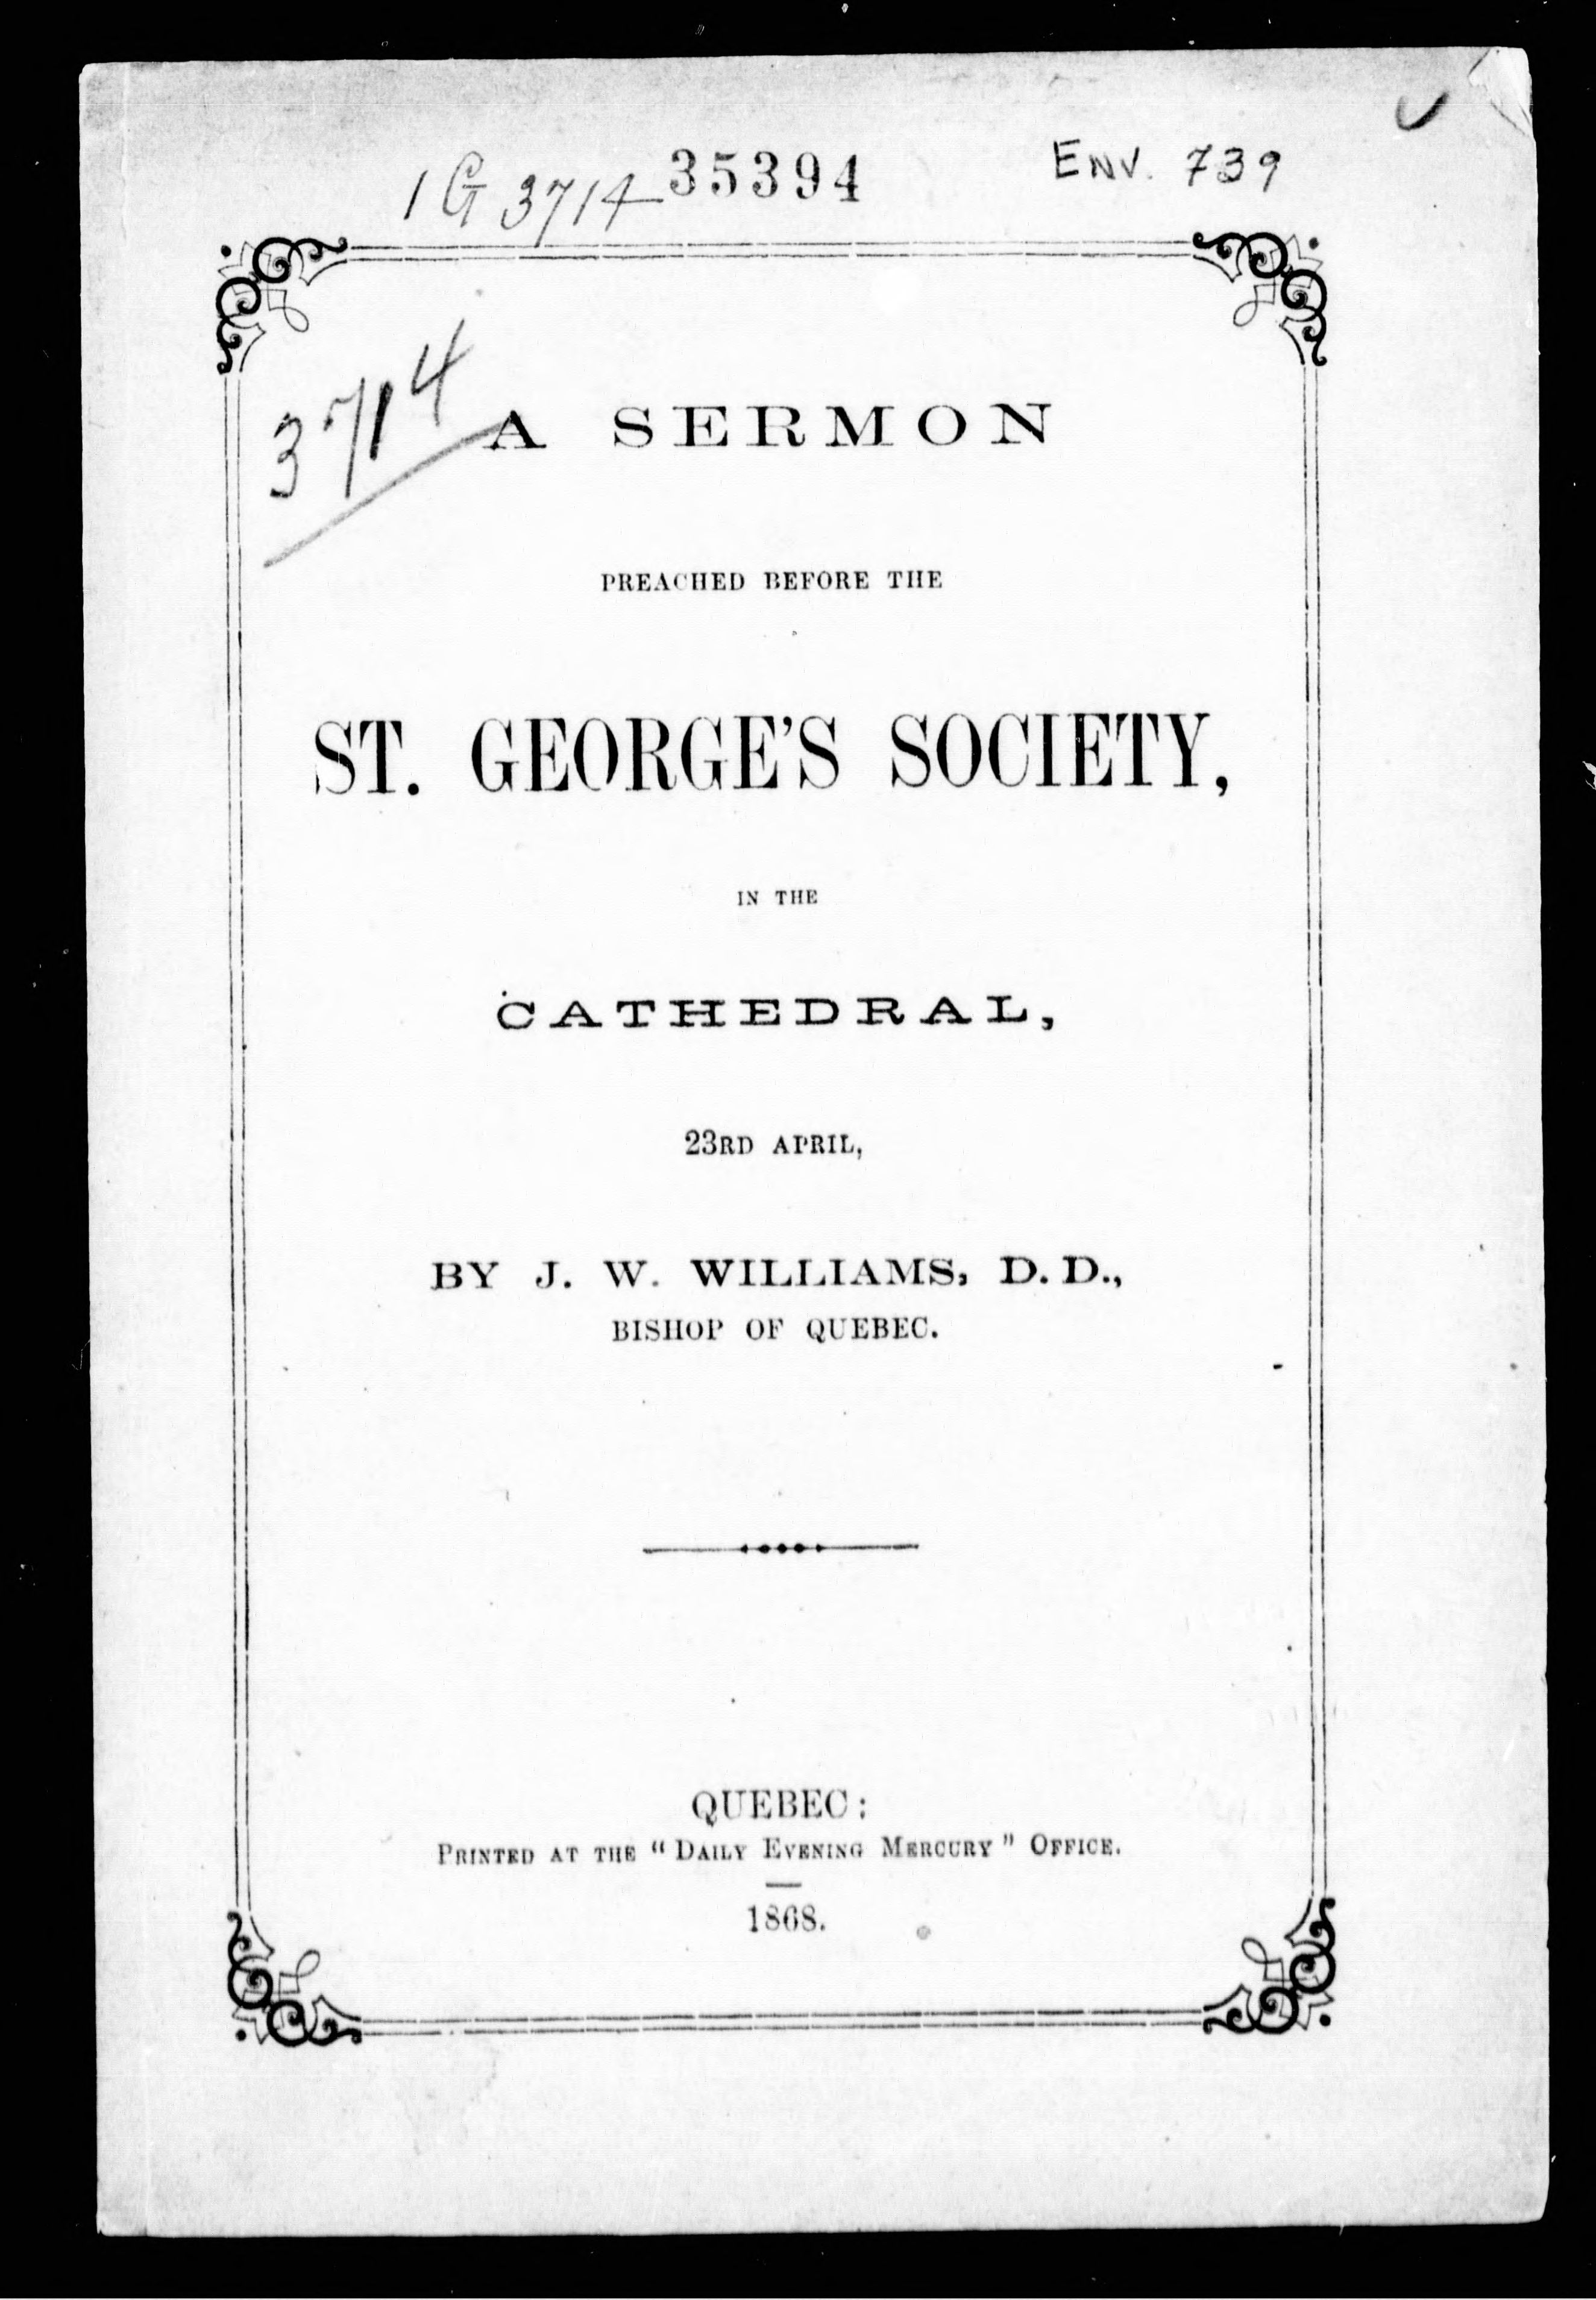 1G 3714 35394 ENV. 739
3714
A SERMON
PREACHED BEFORE THE
ST. GEORGE'S SOCIETY,
IN THE
CATHEDRAL,
23RD APRIL,
BY J. W. WILLIAMS, D. D.,
BISHOP OF QUEBEC.
QUEBEC:
PRINTED AT THE "DAILY EVENING MERCURY" OFFICE.
1868.